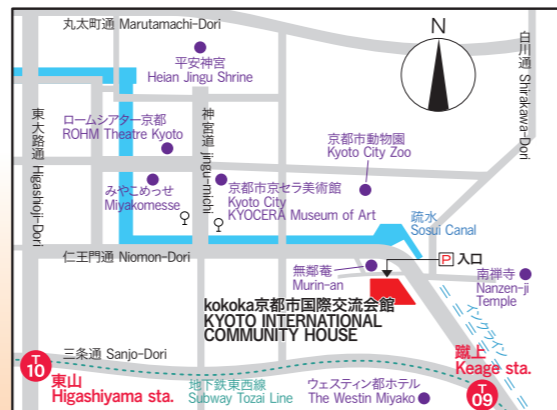 丸太町通 Marutamachi-Dori
N
白川通 Shirakawa-Dori
平安神宮
Heian Jingu Shrine
東大路通 Higashioji-Dori
ロームシアター京都
ROHM Theatre Kyoto
神宮道 jingu-michi
京都市動物園
Kyoto City Zoo
みやこめっせ
Miyakomesse
京都市京セラ美術館
Kyoto City
KYOCERA Museum of Art
疏水
Sosui Canal
仁王門通 Niomon-Dori
P 入口
無鄰菴
Murin-an
南禅寺
Nanzen-ji
Temple
kokoka京都市国際交流会館
KYOTO INTERNATIONAL
COMMUNITY HOUSE
インクライン
三条通 Sanjo-Dori
蹴上
Keage sta.
T
09
T
10
東山
Higashiyama sta.
地下鉄東西線
Subway Tozai Line
ウェスティン都ホテル
The Westin Miyako